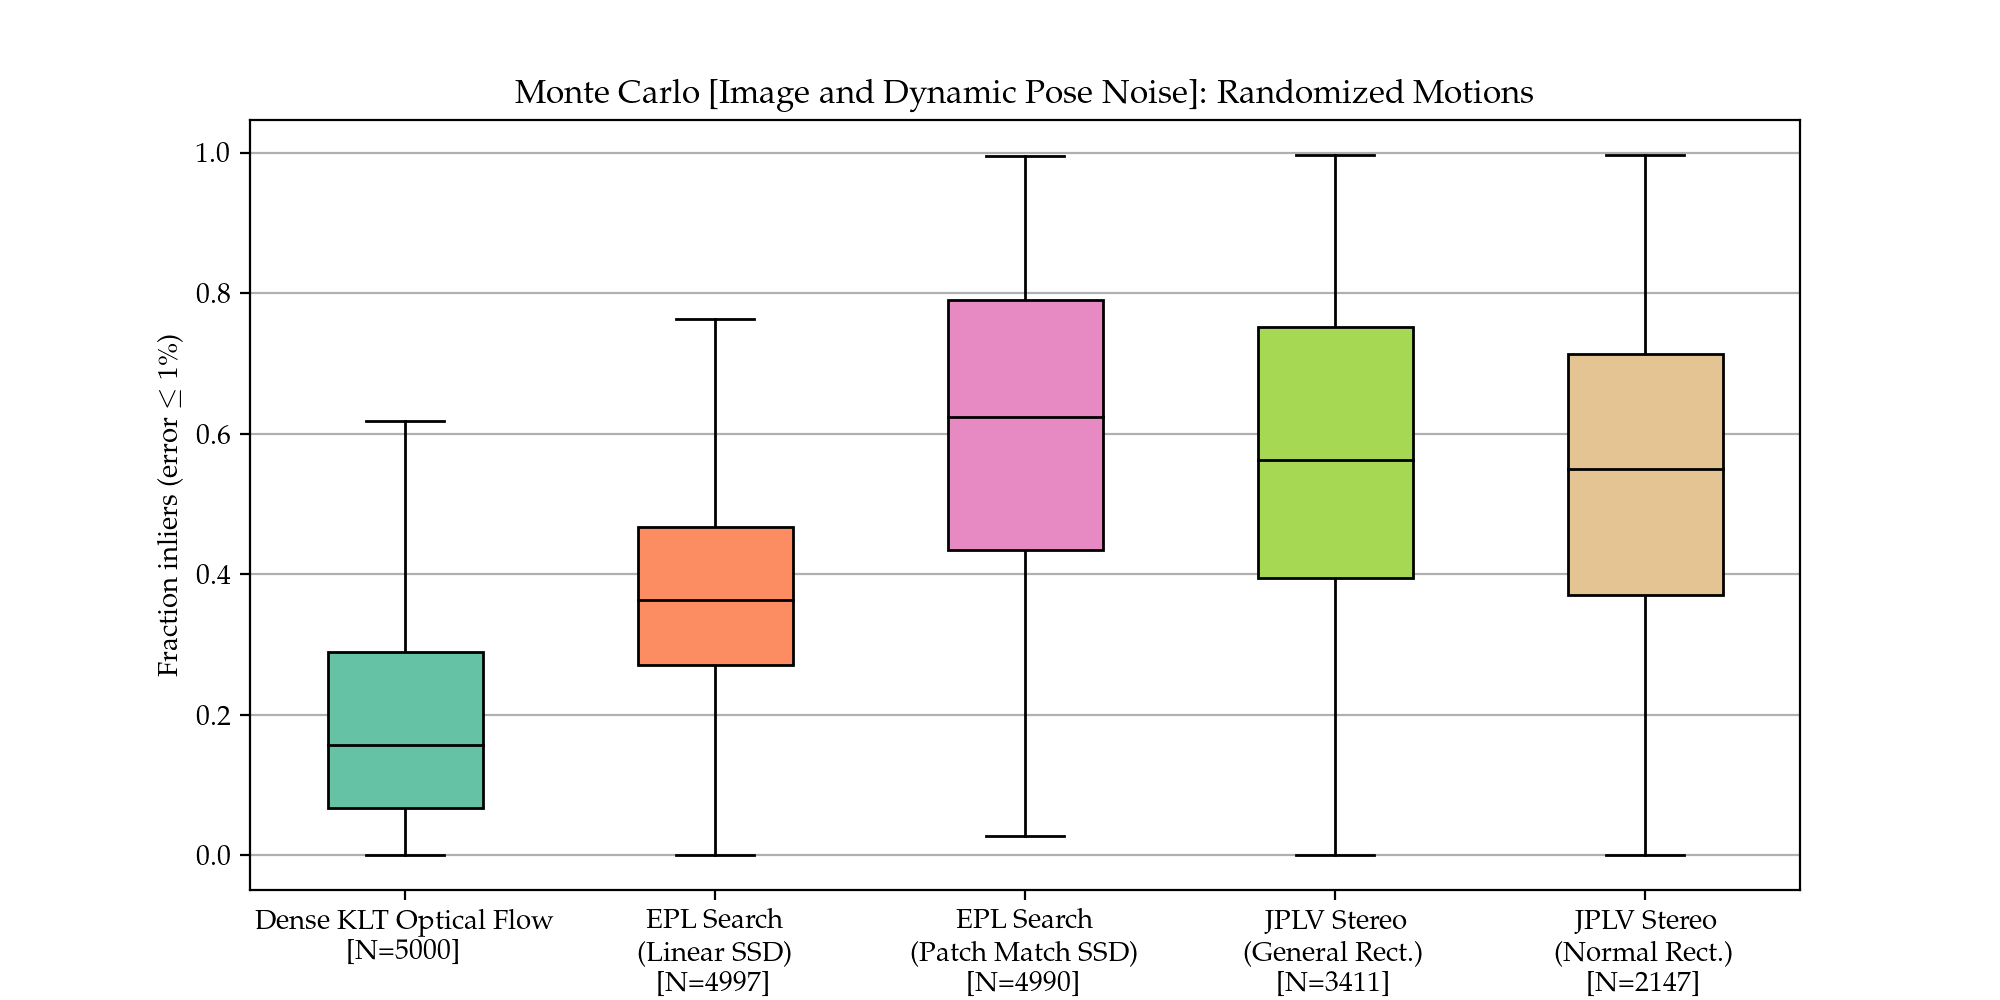 Monte Carlo [Image and Dynamic Pose Noise]: Randomized Motions
Fraction inliers (error ≤ 1%)
1.0
0.8
0.6
0.4
0.2
0.0
Dense KLT Optical Flow
[N=5000]
EPL Search
(Linear SSD)
[N=4997]
EPL Search
(Patch Match SSD)
[N=4990]
JPLV Stereo
(General Rect.)
[N=3411]
JPLV Stereo
(Normal Rect.)
[N=2147]